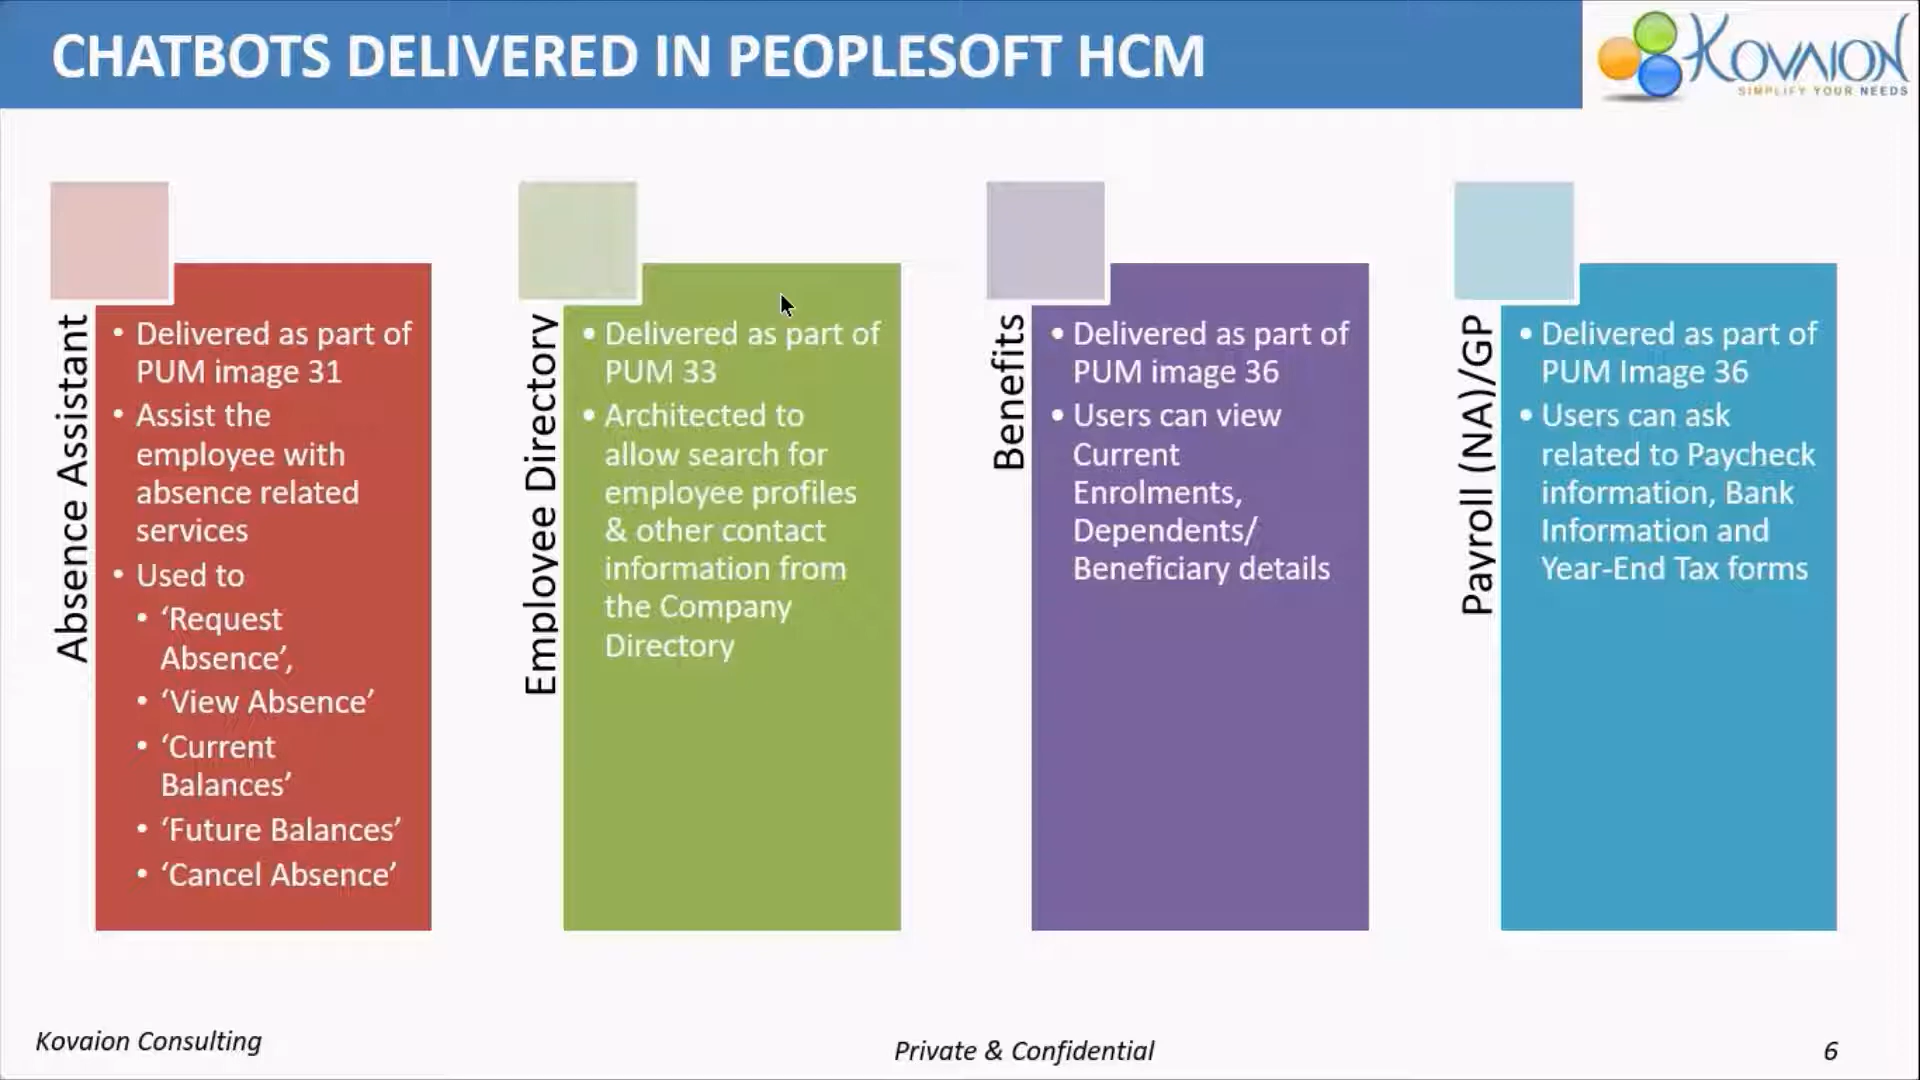 CHATBOTS DELIVERED IN PEOPLESOFT HCM
KOVAION
SIMPLIFY YOUR NEEDS
Absence Assistant
• Delivered as part of
PUM image 31
• Assist the
employee with
absence related
services
• Used to
• ‘Request
Absence’,
• ‘View Absence’
• ‘Current
Balances’
• ‘Future Balances’
• ‘Cancel Absence’
Employee Directory
• Delivered as part of
PUM 33
• Architected to
allow search for
employee profiles
& other contact
information from
the Company
Directory
Benefits
• Delivered as part of
PUM image 36
• Users can view
Current
Enrolments,
Dependents/
Beneficiary details
Payroll (NA)/GP
• Delivered as part of
PUM Image 36
• Users can ask
related to Paycheck
information, Bank
Information and
Year-End Tax forms
Kovaion Consulting
Private & Confidential
6